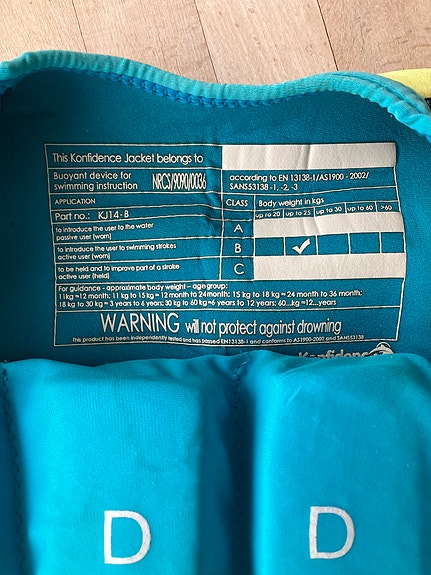 This Konfidence Jacket belongs to
Buoyant device for swimming instruction NRCS/9090/0036
according to EN 13138-1/AS1900 - 2002/ SANS53138 -1, -2, -3
APPLICATION CLASS Body weight in kgs
Part no.: KJ14-B up to 20 up to 25 up to 30 up to 60 >60
to introduce the user to the water passive user (worn) A
to introduce the user to swimming strokes active user (worn) B ✓
to be held and to improve part of a stroke active user (held) C
For guidance - approximate body weight - age group:
11kg ≈12 month: 11 kg to 15 kg ≈ 12 month to 24 month: 15 kg to 18 kg ≈ 24 month to 36 month:
18 kg to 30 kg ≈ 3 years to 6 years: 30 kg to 60 kg≈6 years to 12 years: 60...kg ≈12...years
WARNING will not protect against drowning
This product has been independently tested and has passed EN13138-1 and conforms to AS1900-2002 and SANS53138
Konfidence
D D